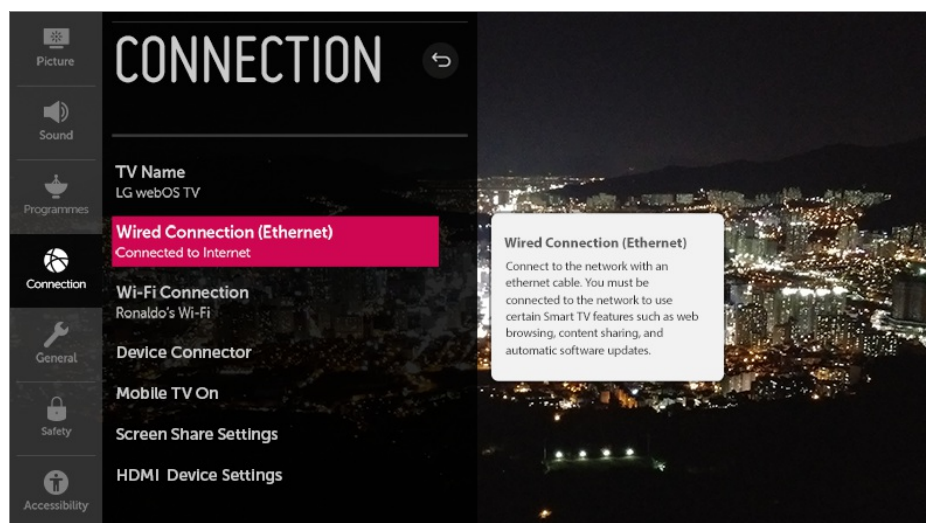 Picture
Sound
Programmes
Connection
General
Safety
Accessibility
CONNECTION
TV Name
LG webOS TV
Wired Connection (Ethernet)
Connected to Internet
Wi-Fi Connection
Ronaldo's Wi-Fi
Device Connector
Mobile TV On
Screen Share Settings
HDMI Device Settings
Wired Connection (Ethernet)
Connect to the network with an
ethernet cable. You must be
connected to the network to use
certain Smart TV features such as web
browsing, content sharing, and
automatic software updates.